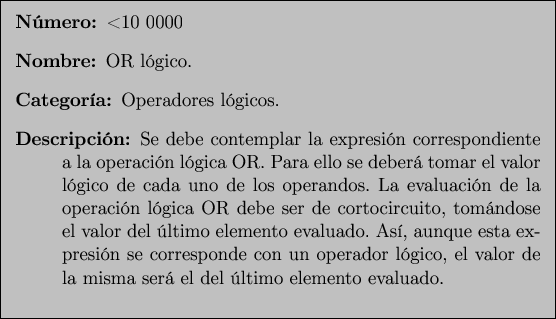 Número: <10 0000
Nombre: OR lógico.
Categoría: Operadores lógicos.
Descripción: Se debe contemplar la expresión correspondiente
a la operación lógica OR. Para ello se deberá tomar el valor
lógico de cada uno de los operandos. La evaluación de la
operación lógica OR debe ser de cortocircuito, tomándose
el valor del último elemento evaluado. Así, aunque esta ex-
presión se corresponde con un operador lógico, el valor de
la misma será el del último elemento evaluado.